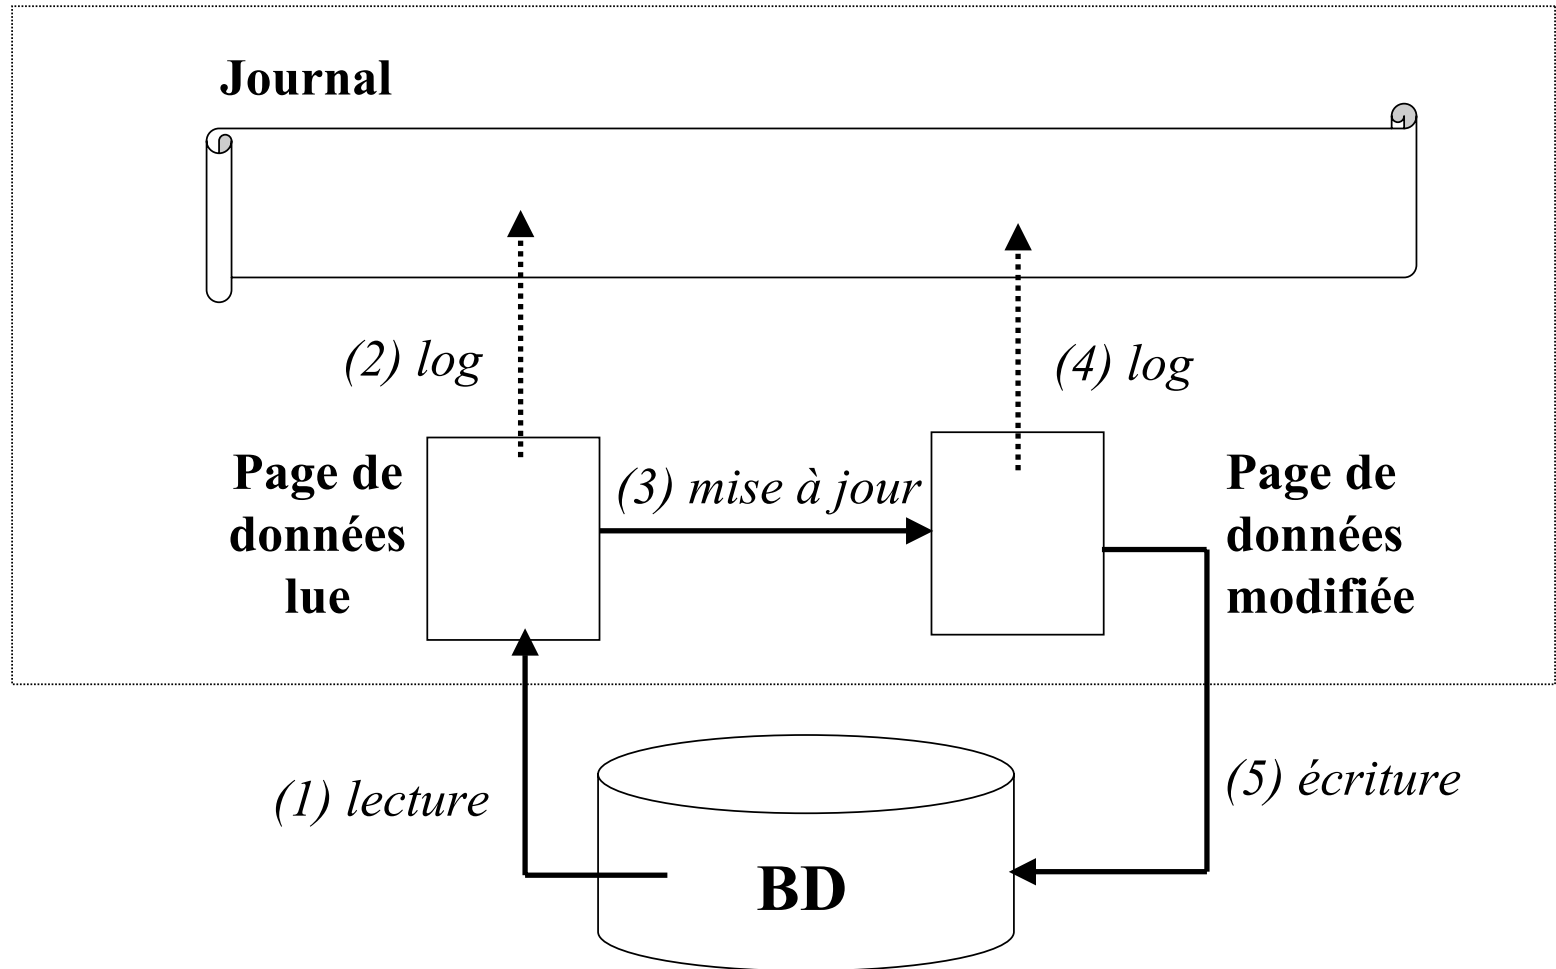 Journal
(2) log
(4) log
Page de
données
lue
(3) mise à jour
Page de
données
modifiée
(1) lecture
(5) écriture
BD